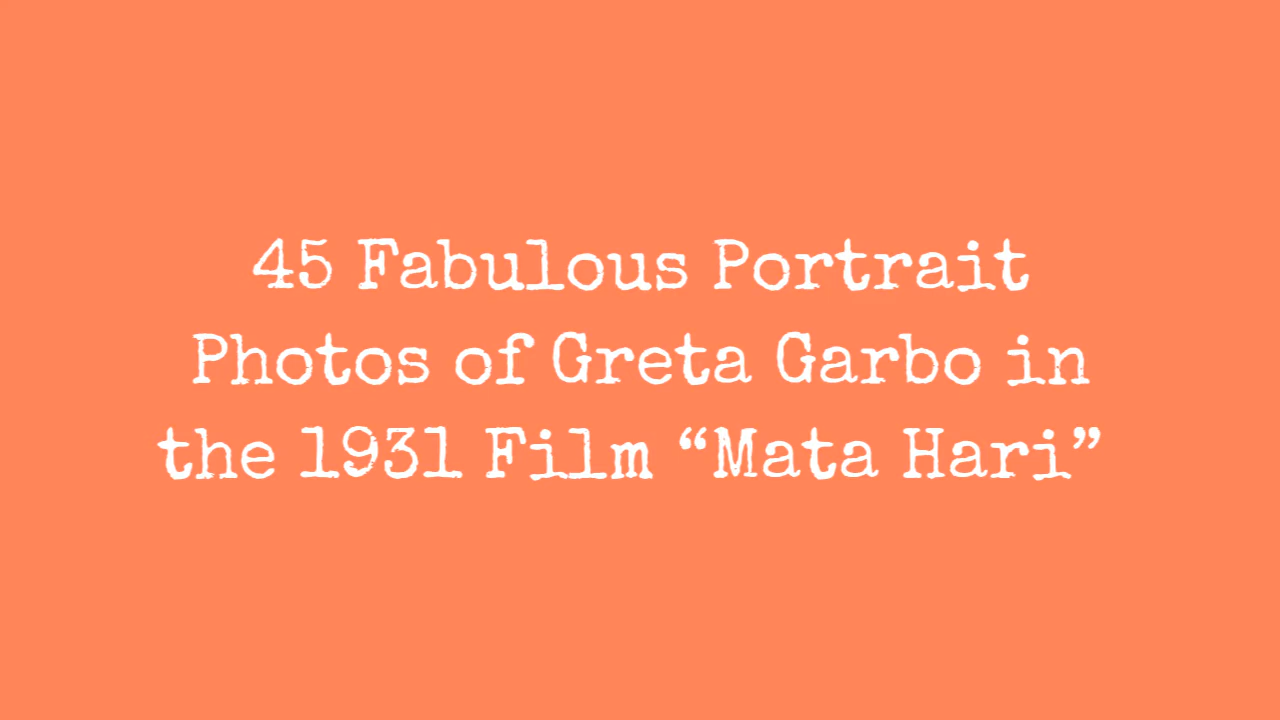 45 Fabulous Portrait
Photos of Greta Garbo in
the 1931 Film “Mata Hari”